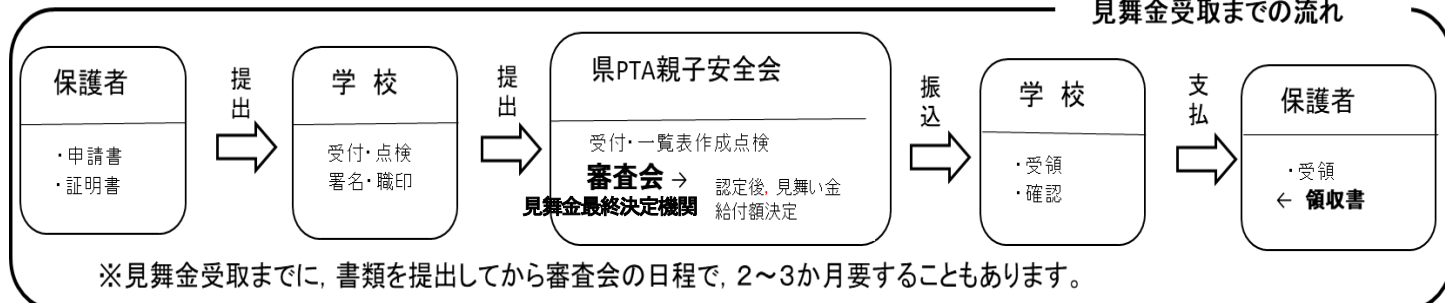 見舞金受取までの流れ
保護者
・申請書
・証明書
提出
学 校
受付・点検
署名・職印
提出
県PTA親子安全会
受付・一覧表作成点検
審査会→ 認定後, 見舞い金
見舞金最終決定機関 給付額決定
振込
学 校
・受領
・確認
支払
保護者
・受領
← 領収書
※見舞金受取までに, 書類を提出してから審査会の日程で, 2～3か月要することもあります。